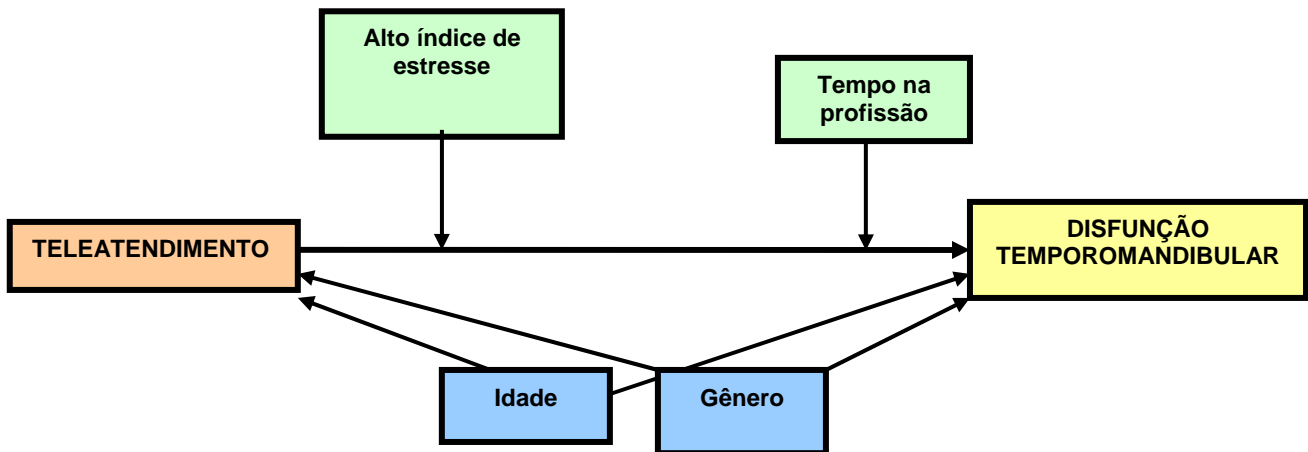 Alto índice de
estresse
Tempo na
profissão
TELEATENDIMENTO
DISFUNÇÃO
TEMPOROMANDIBULAR
Idade
Gênero